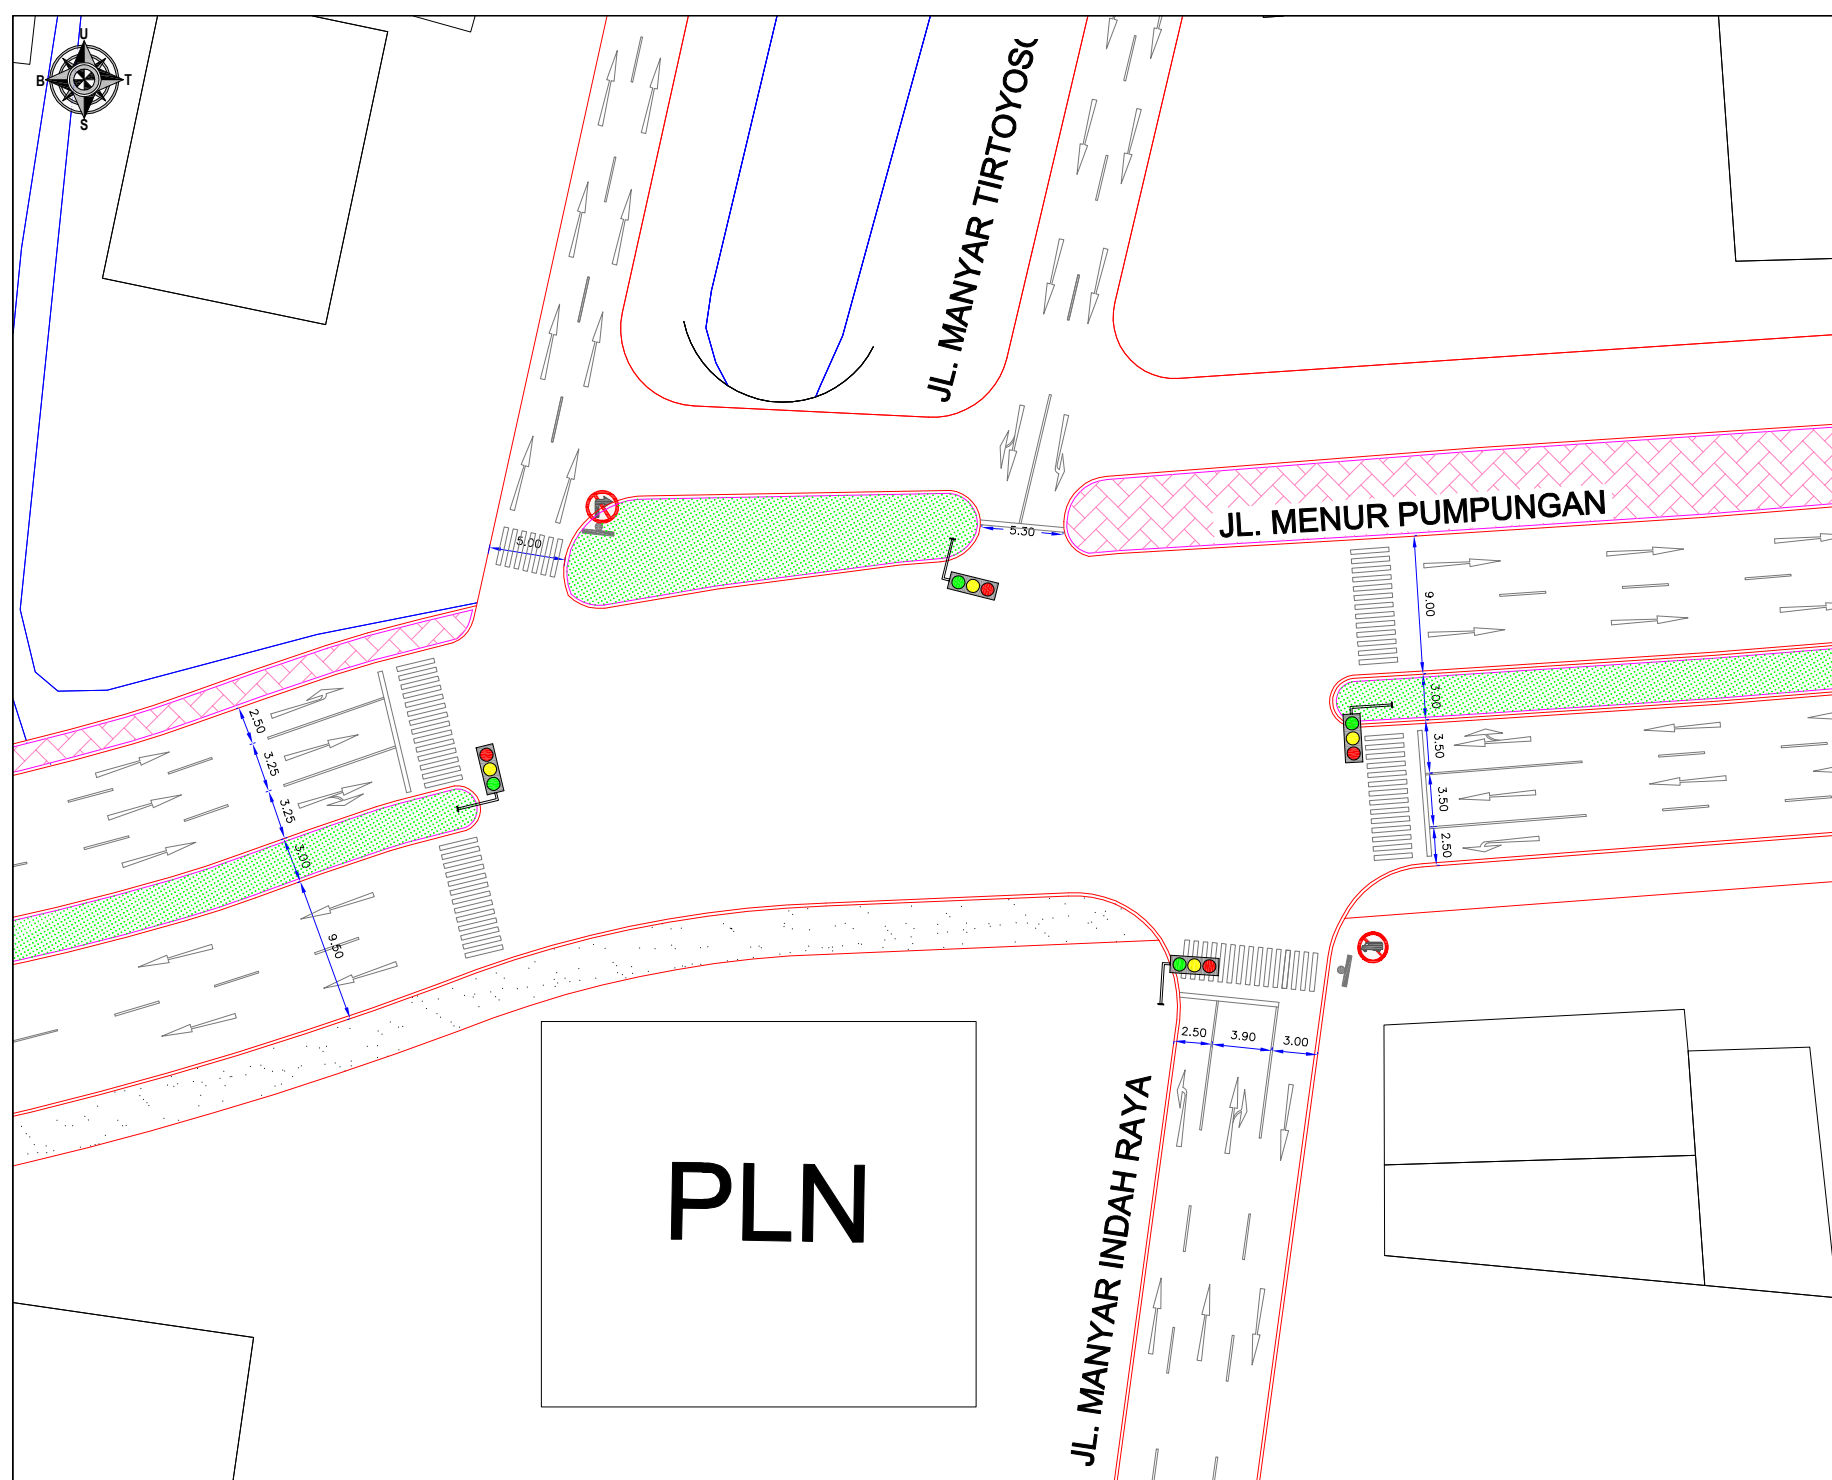 U
B T
S
JL. MANYAR TIRTOYOSO
JL. MENUR PUMPUNGAN
5.00
5.30
9.00
3.00
3.50
3.50
2.50
2.50
3.25
3.25
3.00
9.50
2.50 3.90 3.00
PLN
JL. MANYAR INDAH RAYA